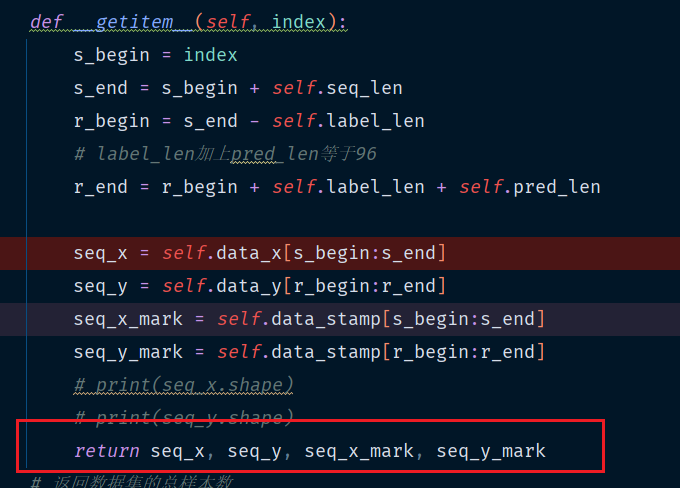 def __getitem__(self, index):
s_begin = index
s_end = s_begin + self.seq_len
r_begin = s_end - self.label_len
# label_len加上pred_len等于96
r_end = r_begin + self.label_len + self.pred_len
seq_x = self.data_x[s_begin:s_end]
seq_y = self.data_y[r_begin:r_end]
seq_x_mark = self.data_stamp[s_begin:s_end]
seq_y_mark = self.data_stamp[r_begin:r_end]
# print(seq_x.shape)
# print(seq_y.shape)
return seq_x, seq_y, seq_x_mark, seq_y_mark
# 返回数据集的总样本数